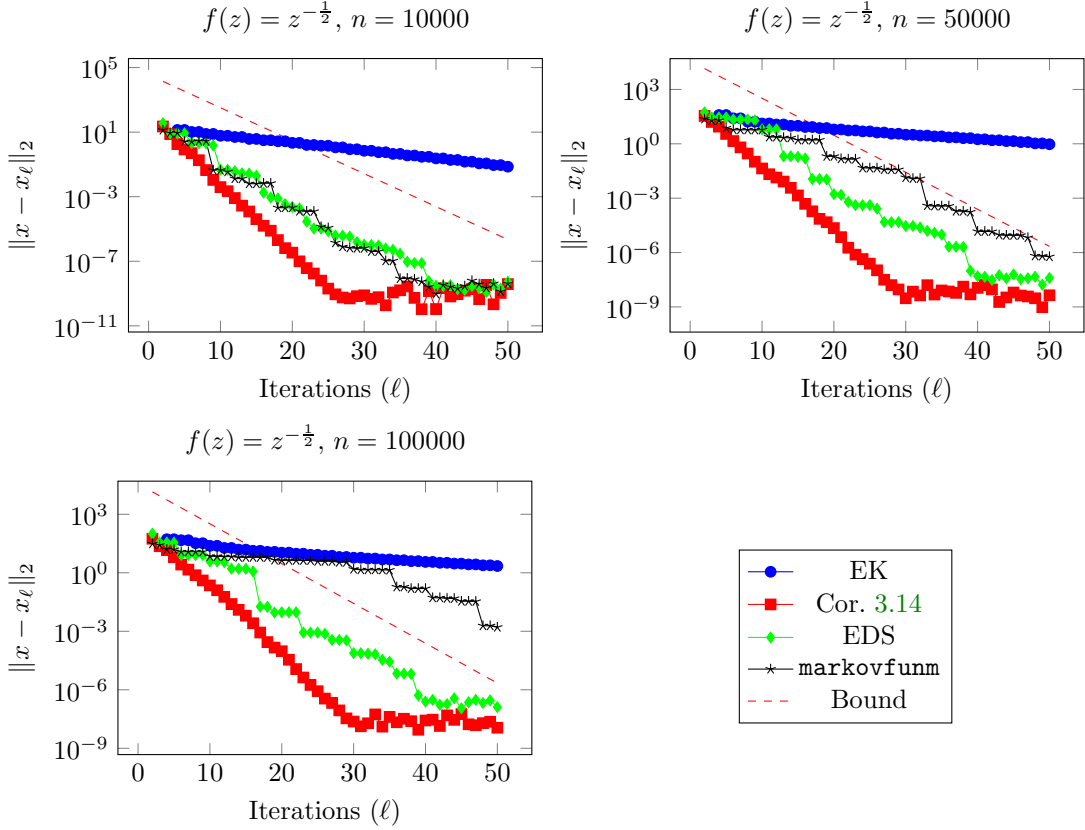 f(z) = z^{-\frac{1}{2}}, n = 10000
10^5
10^1
10^{-3}
10^{-7}
10^{-11}
‖x − x_ℓ‖_2
0 10 20 30 40 50
Iterations (ℓ)
f(z) = z^{-\frac{1}{2}}, n = 50000
10^3
10^0
10^{-3}
10^{-6}
10^{-9}
‖x − x_ℓ‖_2
0 10 20 30 40 50
Iterations (ℓ)
f(z) = z^{-\frac{1}{2}}, n = 100000
10^3
10^0
10^{-3}
10^{-6}
10^{-9}
‖x − x_ℓ‖_2
0 10 20 30 40 50
Iterations (ℓ)
EK
Cor. 3.14
EDS
markovfunm
Bound